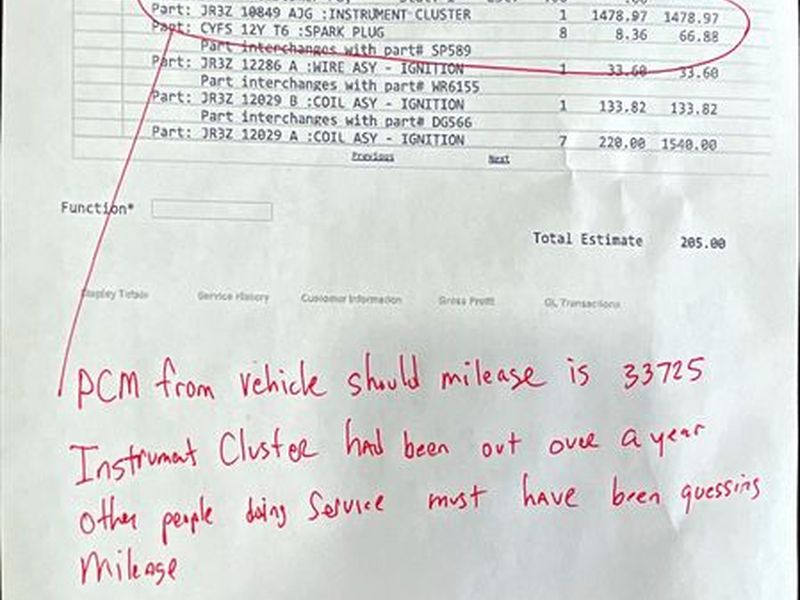 Part: JR3Z 10849 AJG :INSTRUMENT CLUSTER 1 1478.97 1478.97
Part: CYFS 12Y T6 :SPARK PLUG 8 8.36 66.88
Part interchanges with part# SP589
Part: JR3Z 12286 A :WIRE ASY - IGNITION 1 33.60 33.60
Part interchanges with part# WR6155
Part: JR3Z 12029 B :COIL ASY - IGNITION 1 133.82 133.82
Part interchanges with part# DG566
Part: JR3Z 12029 A :COIL ASY - IGNITION 7 220.00 1540.00
Previous Next
Function*
Total Estimate 205.00
Display Totals Service History Customer Information Gross Profit GL Transactions
PCM from vehicle should mileage is 33725
Instrument Cluster had been out over a year
Other people doing Service must have been guessing
Mileage